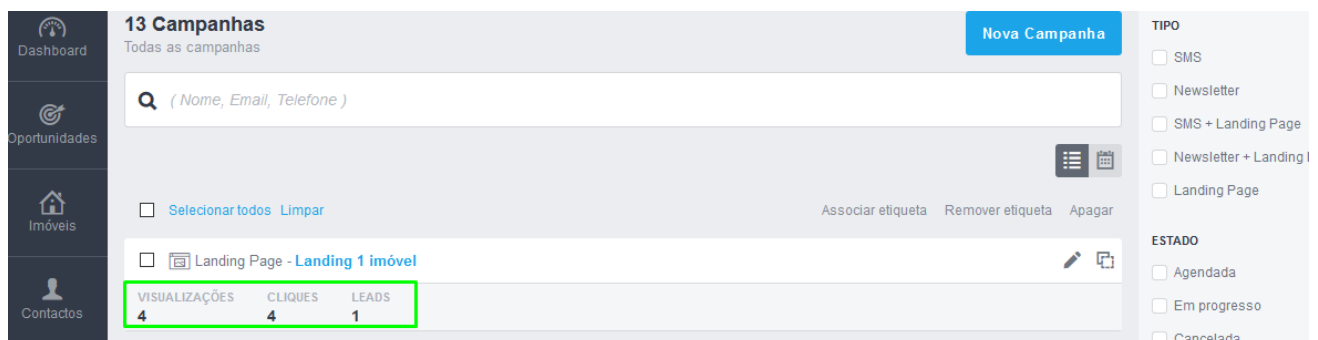 Dashboard
Oportunidades
Imóveis
Contactos
13 Campanhas
Todas as campanhas
Nova Campanha
( Nome, Email, Telefone )
Selecionar todos Limpar
Associar etiqueta Remover etiqueta Apagar
Landing Page - Landing 1 imóvel
VISUALIZAÇÕES CLIQUES LEADS
4 4 1
TIPO
SMS
Newsletter
SMS + Landing Page
Newsletter + Landing
Landing Page
ESTADO
Agendada
Em progresso
Cancelada